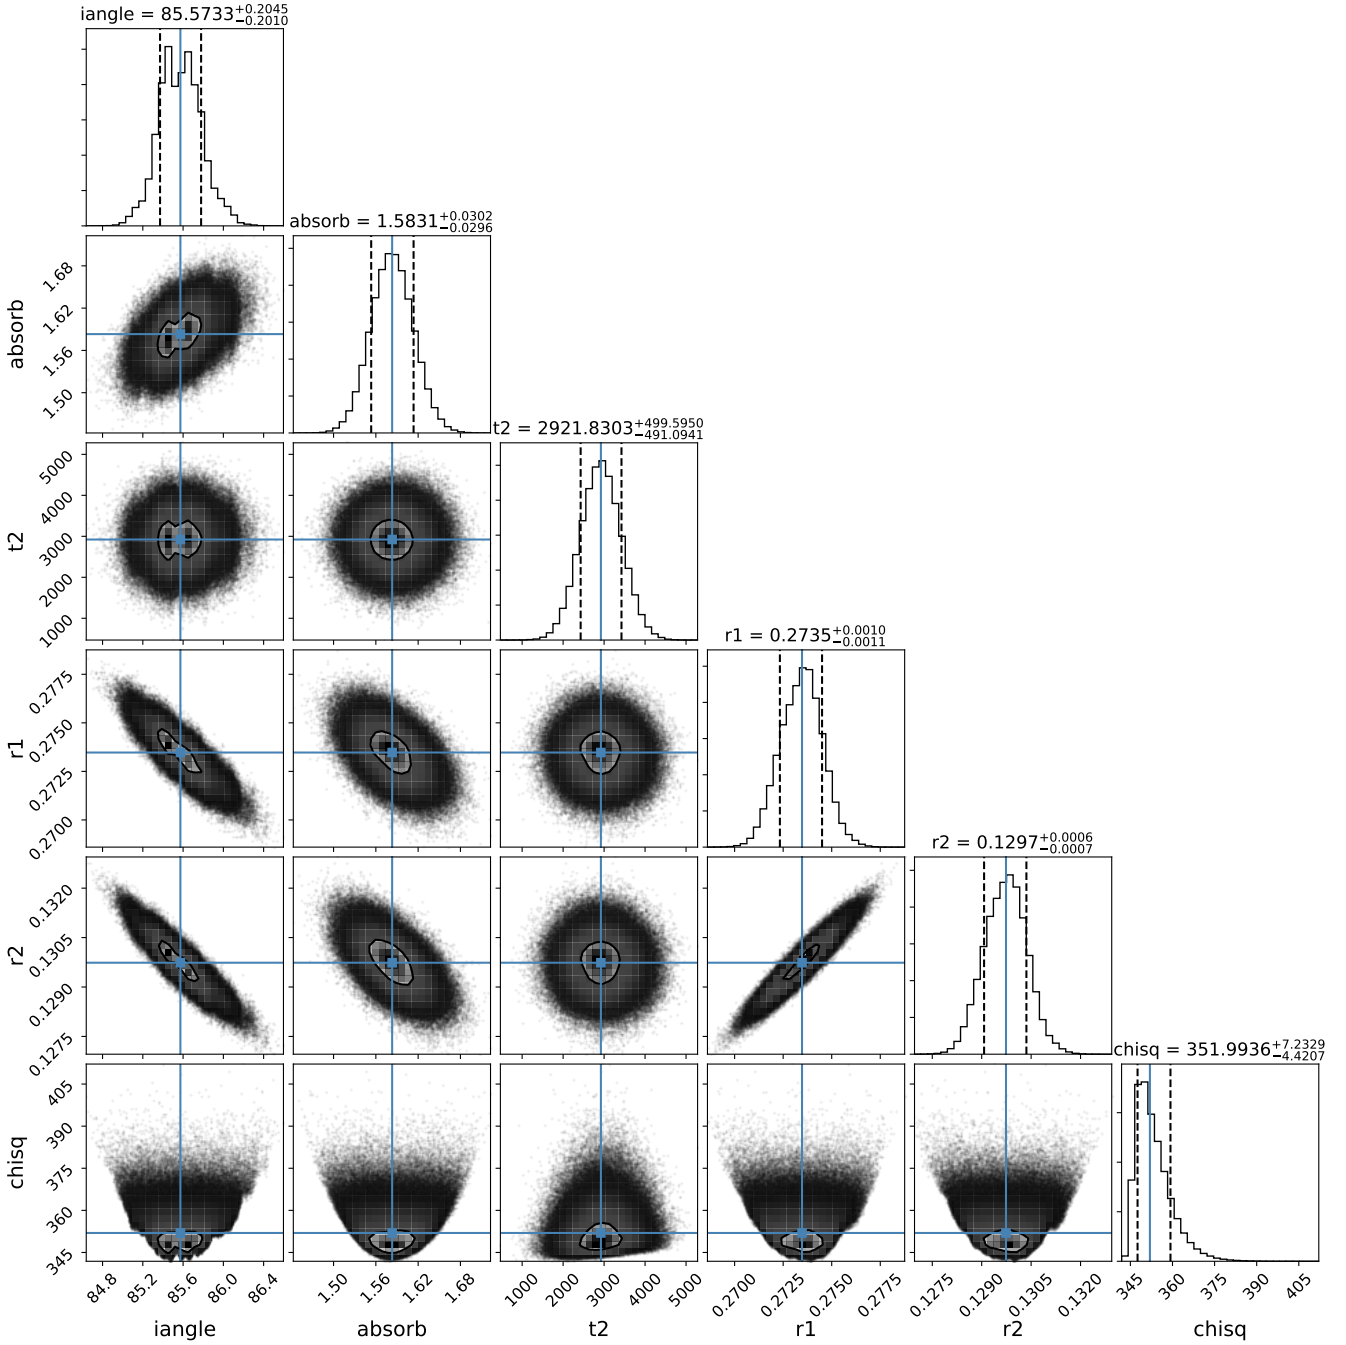 iangle = 85.5733+0.2045−0.2010
absorb = 1.5831+0.0302−0.0296
absorb
1.68
1.62
1.56
1.50
t2 = 2921.8303+499.5950−491.0941
t2
5000
4000
3000
2000
1000
r1 = 0.2735+0.0010−0.0011
r1
0.2775
0.2750
0.2725
0.2700
r2 = 0.1297+0.0006−0.0007
r2
0.1320
0.1305
0.1290
0.1275
chisq = 351.9936+7.2329−4.4207
chisq
405
390
375
360
345
84.8 85.2 85.6 86.0 86.4 1.50 1.56 1.62 1.68 1000 2000 3000 4000 5000 0.2700 0.2725 0.2750 0.2775 0.1275 0.1290 0.1305 0.1320 345 360 375 390 405
iangle absorb t2 r1 r2 chisq